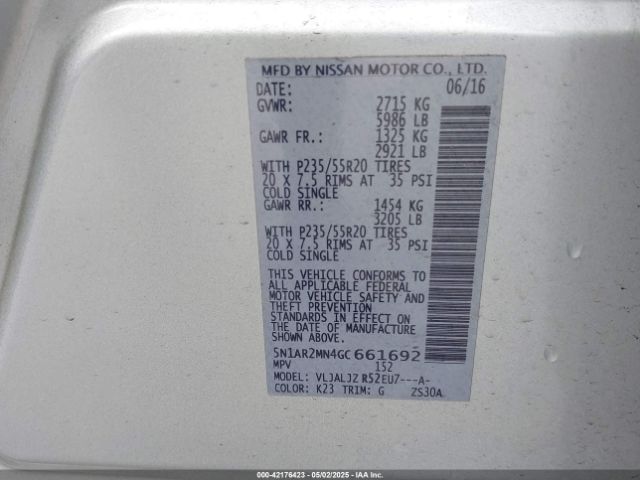 MFD BY NISSAN MOTOR CO., LTD.
DATE: 06/16
GVWR: 2715 KG
5986 LB
GAWR FR.: 1325 KG
2921 LB
WITH P235/55R20 TIRES
20 X 7.5 RIMS AT 35 PSI
COLD SINGLE
GAWR RR.: 1454 KG
3205 LB
WITH P235/55R20 TIRES
20 X 7.5 RIMS AT 35 PSI
COLD SINGLE
THIS VEHICLE CONFORMS TO
ALL APPLICABLE FEDERAL
MOTOR VEHICLE SAFETY AND
THEFT PREVENTION
STANDARDS IN EFFECT ON
THE DATE OF MANUFACTURE
SHOWN ABOVE.
5N1AR2MN4GC661692
MPV 152
MODEL: VLJALJZ R52EU7---A-
COLOR: K23 TRIM: G ZS30A
000-42176423 - 05/02/2025 - IAA Inc.